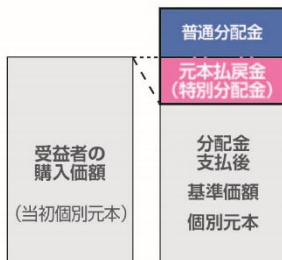 普通分配金
元本払戻金
（特別分配金）
受益者の
購入価額
（当初個別元本）
分配金
支払後
基準価額
個別元本